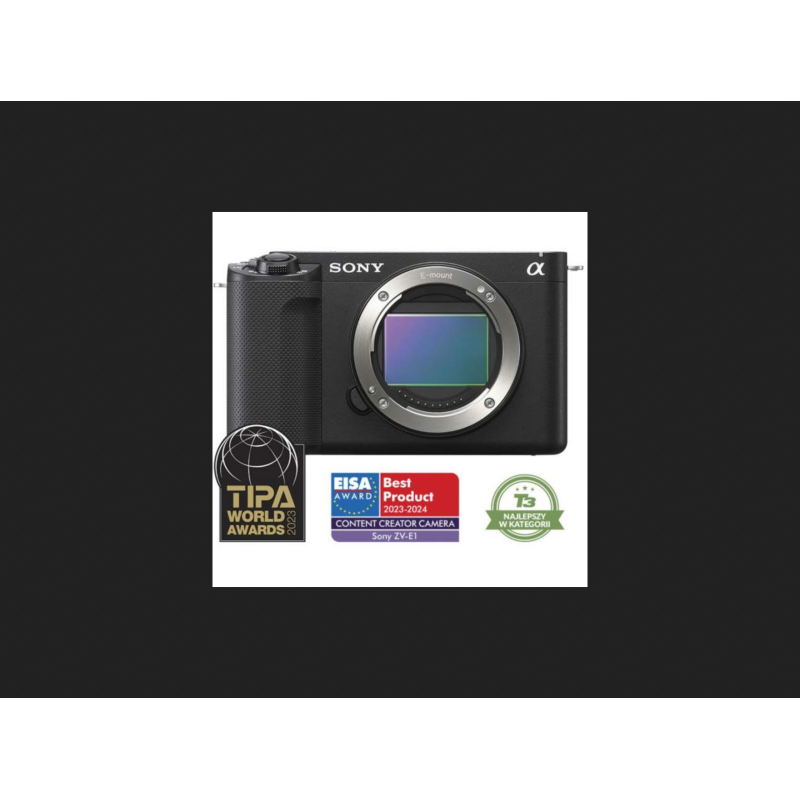 SONY
E-mount
α
TIPA
WORLD
AWARDS 2023
EISA
AWARD
Best
Product
2023-2024
CONTENT CREATOR CAMERA
Sony ZV-E1
T3
NAJLEPSZY
W KATEGORII